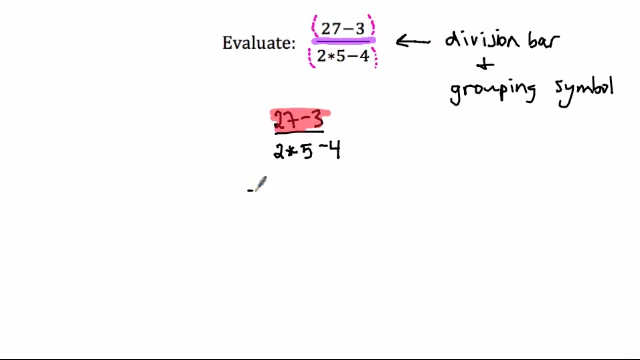 Evaluate: (27−3)
(2*5−4)
← division bar
+
grouping symbol
27−3
2*5−4